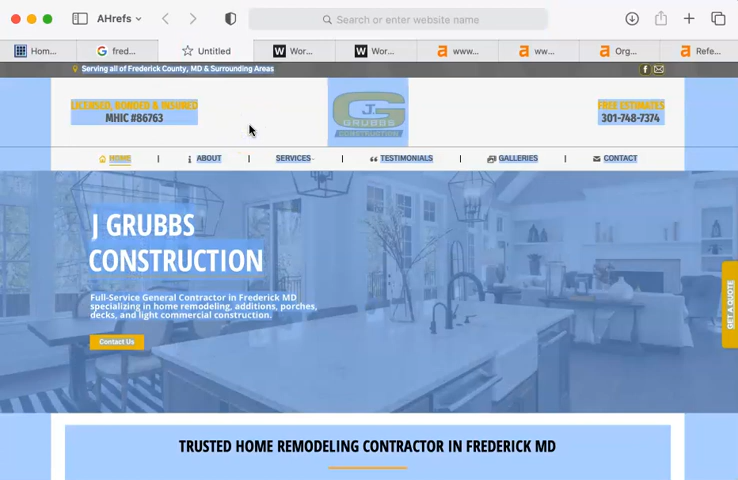 AHrefs
Search or enter website name
Hom...
fred...
Untitled
Wor...
Wor...
www...
ww...
Org...
Refe...
Serving all of Frederick County, MD & Surrounding Areas
LICENSED, BONDED & INSURED
MHIC #86763
J.
GRUBBS
CONSTRUCTION
FREE ESTIMATES
301-748-7374
HOME
ABOUT
SERVICES
TESTIMONIALS
GALLERIES
CONTACT
J GRUBBS
CONSTRUCTION
Full-Service General Contractor in Frederick MD
specializing in home remodeling, additions, porches,
decks, and light commercial construction.
Contact Us
GET A QUOTE
TRUSTED HOME REMODELING CONTRACTOR IN FREDERICK MD